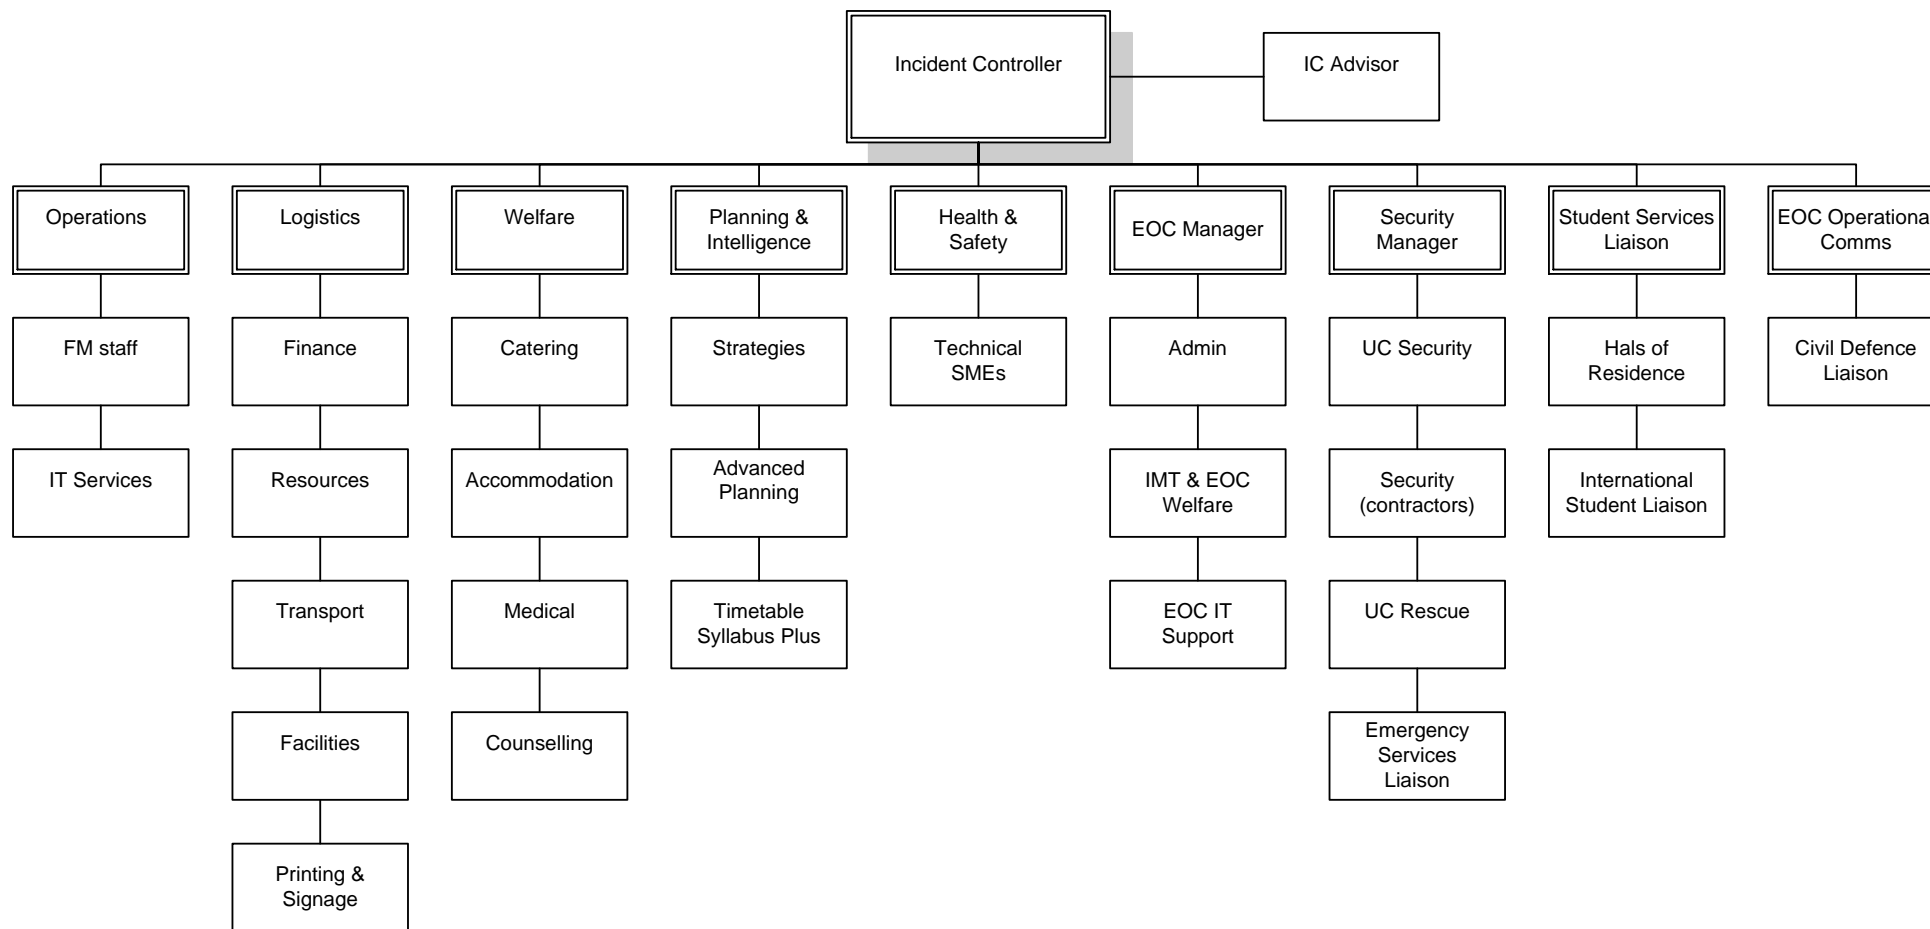 Incident Controller
IC Advisor
Operations
Logistics
Welfare
Planning &
Intelligence
Health &
Safety
EOC Manager
Security
Manager
Student Services
Liaison
EOC Operationa
Comms
FM staff
Finance
Catering
Strategies
Technical
SMEs
Admin
UC Security
Hals of
Residence
Civil Defence
Liaison
IT Services
Resources
Accommodation
Advanced
Planning
IMT & EOC
Welfare
Security
(contractors)
International
Student Liaison
Transport
Medical
Timetable
Syllabus Plus
EOC IT
Support
UC Rescue
Facilities
Counselling
Emergency
Services
Liaison
Printing &
Signage